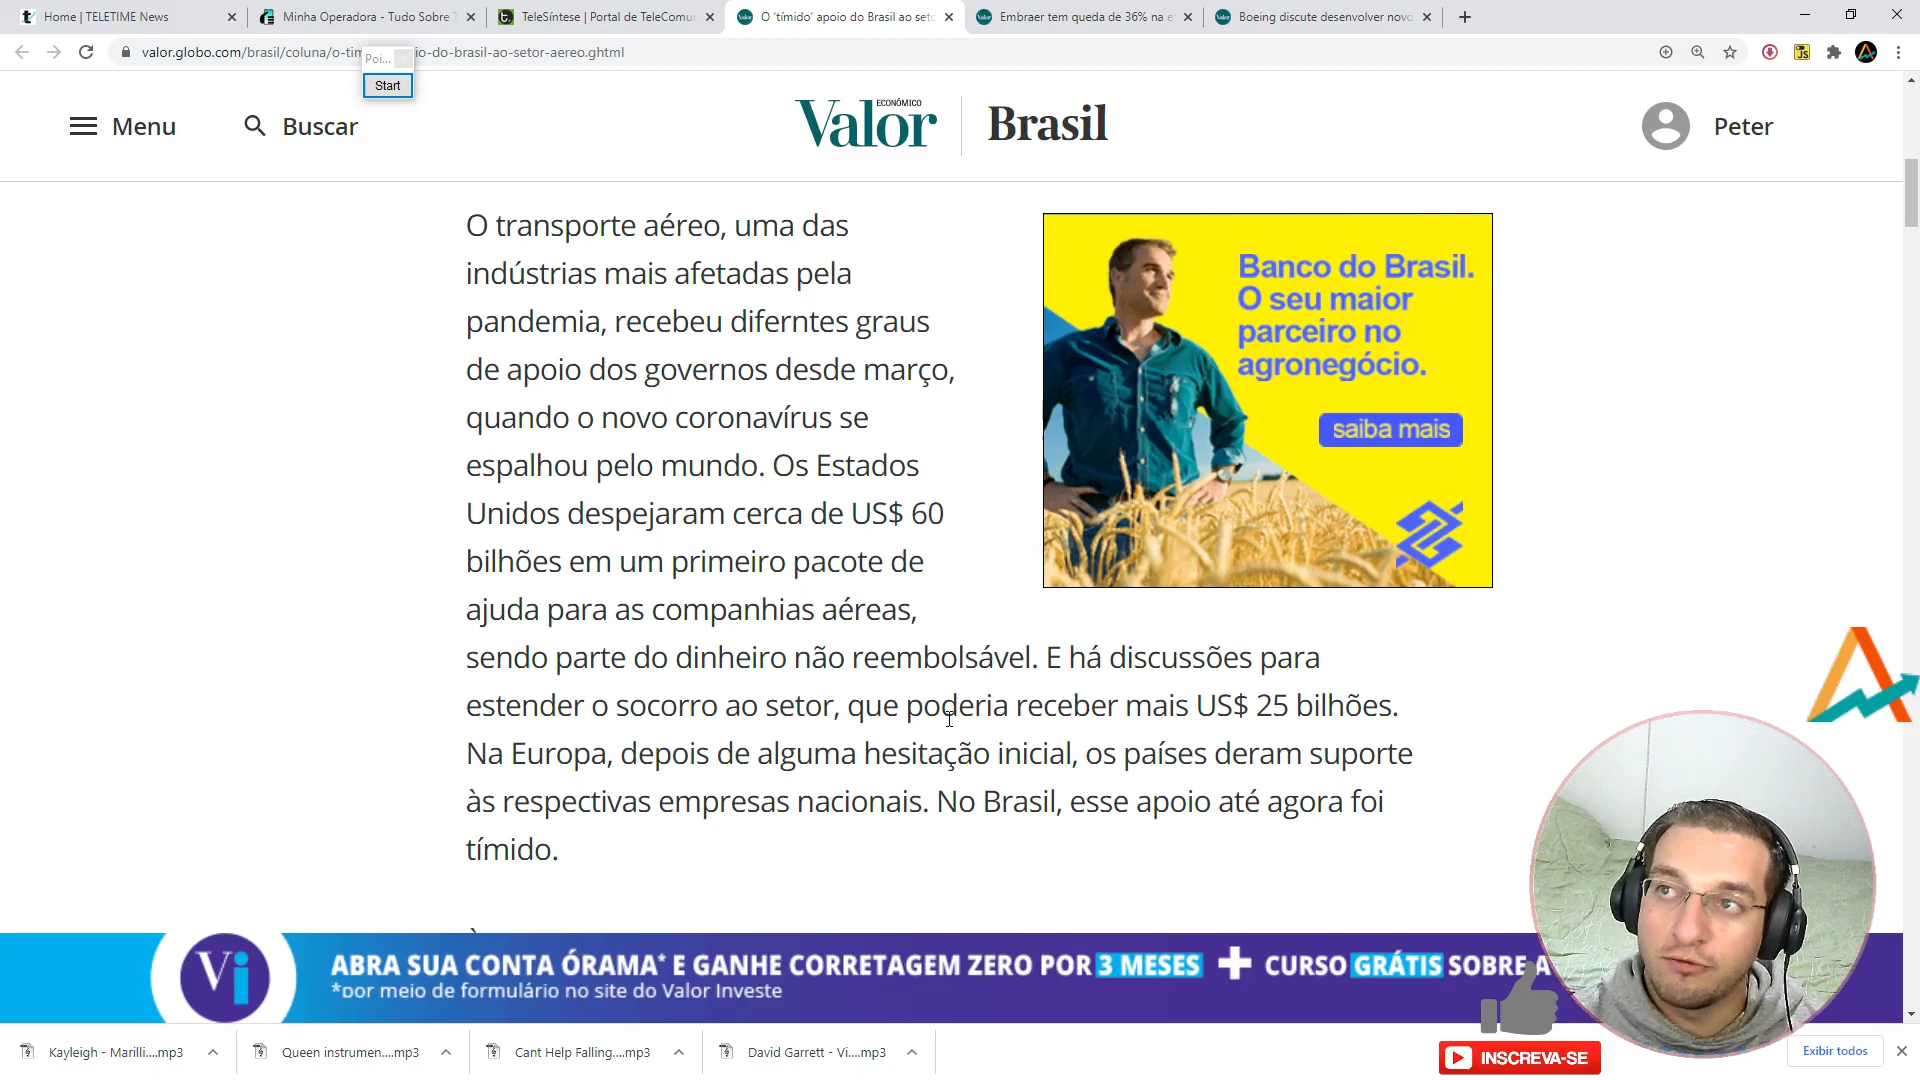 Home | TELETIME News
Minha Operadora - Tudo Sobre T
TeleSíntese | Portal de TeleComu
O 'tímido' apoio do Brasil ao seto
Embraer tem queda de 36% na e
Boeing discute desenvolver novo
valor.globo.com/brasil/coluna/o-tim
io-do-brasil-ao-setor-aereo.ghtml
Poi...
Start
JS
Menu
Buscar
Valor
ECONÔMICO
Brasil
Peter
O transporte aéreo, uma das
indústrias mais afetadas pela
pandemia, recebeu diferntes graus
de apoio dos governos desde março,
quando o novo coronavírus se
espalhou pelo mundo. Os Estados
Unidos despejaram cerca de US$ 60
bilhões em um primeiro pacote de
ajuda para as companhias aéreas,
sendo parte do dinheiro não reembolsável. E há discussões para
estender o socorro ao setor, que poderia receber mais US$ 25 bilhões.
Na Europa, depois de alguma hesitação inicial, os países deram suporte
às respectivas empresas nacionais. No Brasil, esse apoio até agora foi
tímido.
Banco do Brasil.
O seu maior
parceiro no
agronegócio.
saiba mais
Vi
ABRA SUA CONTA ÓRAMA* E GANHE CORRETAGEM ZERO POR 3 MESES + CURSO GRÁTIS SOBRE A
*por meio de formulário no site do Valor Investe
INSCREVA-SE
Kayleigh - Marilli....mp3
Queen instrumen....mp3
Cant Help Falling....mp3
David Garrett - Vi....mp3
Exibir todos